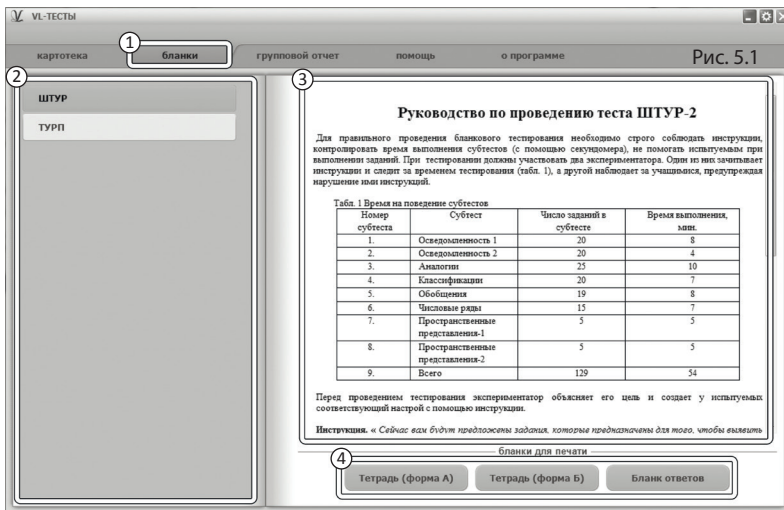 VL-ТЕСТЫ
1
картотека бланки групповой отчет помощь о программе Рис. 5.1
2
ШТУР
ТУРП
3
Руководство по проведению теста ШТУР-2
Для правильного проведения бланкового тестирования необходимо строго соблюдать инструкции,
контролировать время выполнения субтестов (с помощью секундомера), не помогать испытуемым при
выполнении заданий. При тестировании должны участвовать два экспериментатора. Один из них зачитывает
инструкции и следит за временем тестирования (табл. 1), а другой наблюдает за учащимися, предупреждая
нарушение ими инструкций.
Табл. 1 Время на поведение субтестов
Номер субтеста Субтест Число заданий в субтесте Время выполнения, мин.
1. Осведомленность 1 20 8
2. Осведомленность 2 20 4
3. Аналогии 25 10
4. Классификации 20 7
5. Обобщения 19 8
6. Числовые ряды 15 7
7. Пространственные представления-1 5 5
8. Пространственные представления-2 5 5
9. Всего 129 54
Перед проведением тестирования экспериментатор объясняет его цель и создает у испытуемых
соответствующий настрой с помощью инструкции.
Инструкция. « Сейчас вам будут предложены задания, которые предназначены для того, чтобы выявить
бланки для печати
4
Тетрадь (форма А) Тетрадь (форма Б) Бланк ответов